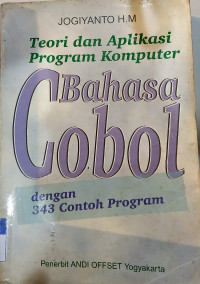 JOGIYANTO H.M
Teori dan Aplikasi
Program Komputer
Bahasa
Cobol
dengan
343 Contoh Program
Penerbit ANDI OFFSET Yogyakarta